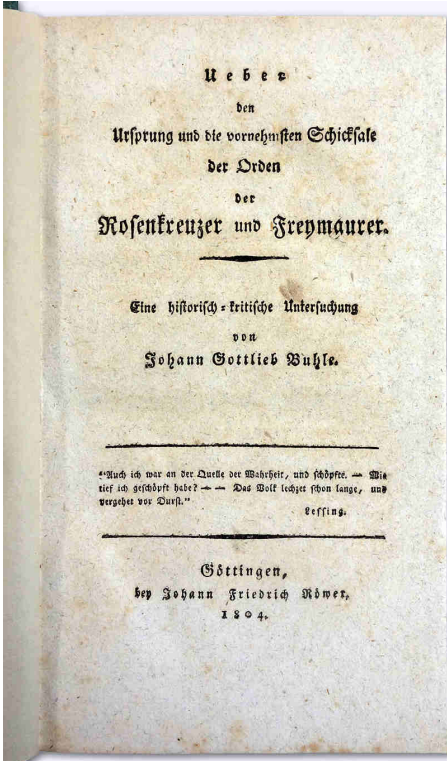 Ueber
den
Ursprung und die vornehmsten Schicksale
der Orden
der
Rosenkreuzer und Freymaurer.
Eine historisch-kritische Untersuchung
von
Johann Gottlieb Buhle.
"Auch ich war an der Quelle der Wahrheit, und schöpfte. — Wie
tief ich geschöpft habe? — — Das Volk lechzet schon lange, und
vergehet vor Durst."
Lessing.
Göttingen,
bey Johann Friedrich Röwer,
1804.